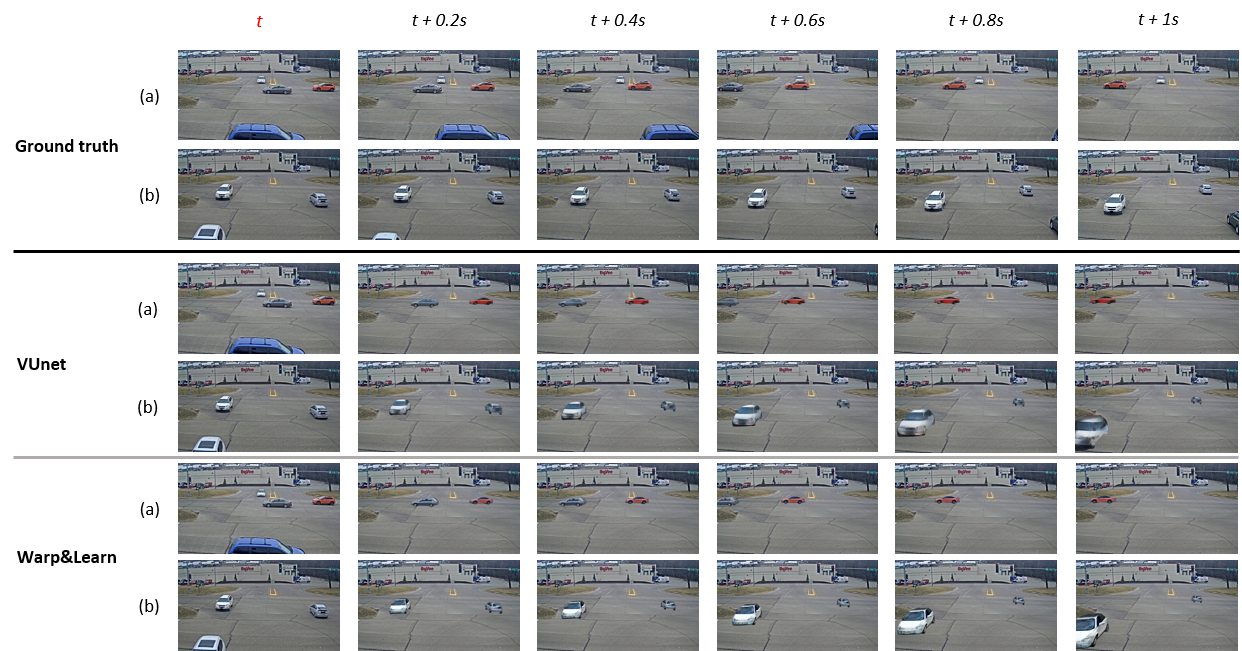 t t + 0.2s t + 0.4s t + 0.6s t + 0.8s t + 1s
(a)
Ground truth
(b)
(a)
VUnet
(b)
(a)
Warp&Learn
(b)